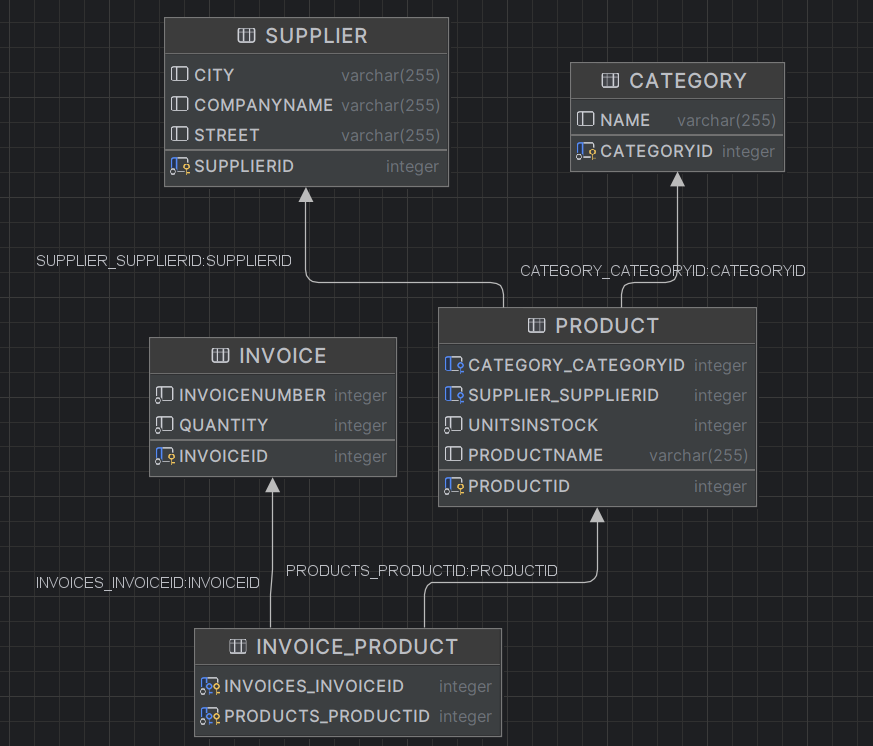 SUPPLIER
CITY varchar(255)
COMPANYNAME varchar(255)
STREET varchar(255)
SUPPLIERID integer
CATEGORY
NAME varchar(255)
CATEGORYID integer
SUPPLIER_SUPPLIERID:SUPPLIERID
CATEGORY_CATEGORYID:CATEGORYID
PRODUCT
CATEGORY_CATEGORYID integer
SUPPLIER_SUPPLIERID integer
UNITSINSTOCK integer
PRODUCTNAME varchar(255)
PRODUCTID integer
INVOICE
INVOICENUMBER integer
QUANTITY integer
INVOICEID integer
INVOICES_INVOICEID:INVOICEID
PRODUCTS_PRODUCTID:PRODUCTID
INVOICE_PRODUCT
INVOICES_INVOICEID integer
PRODUCTS_PRODUCTID integer